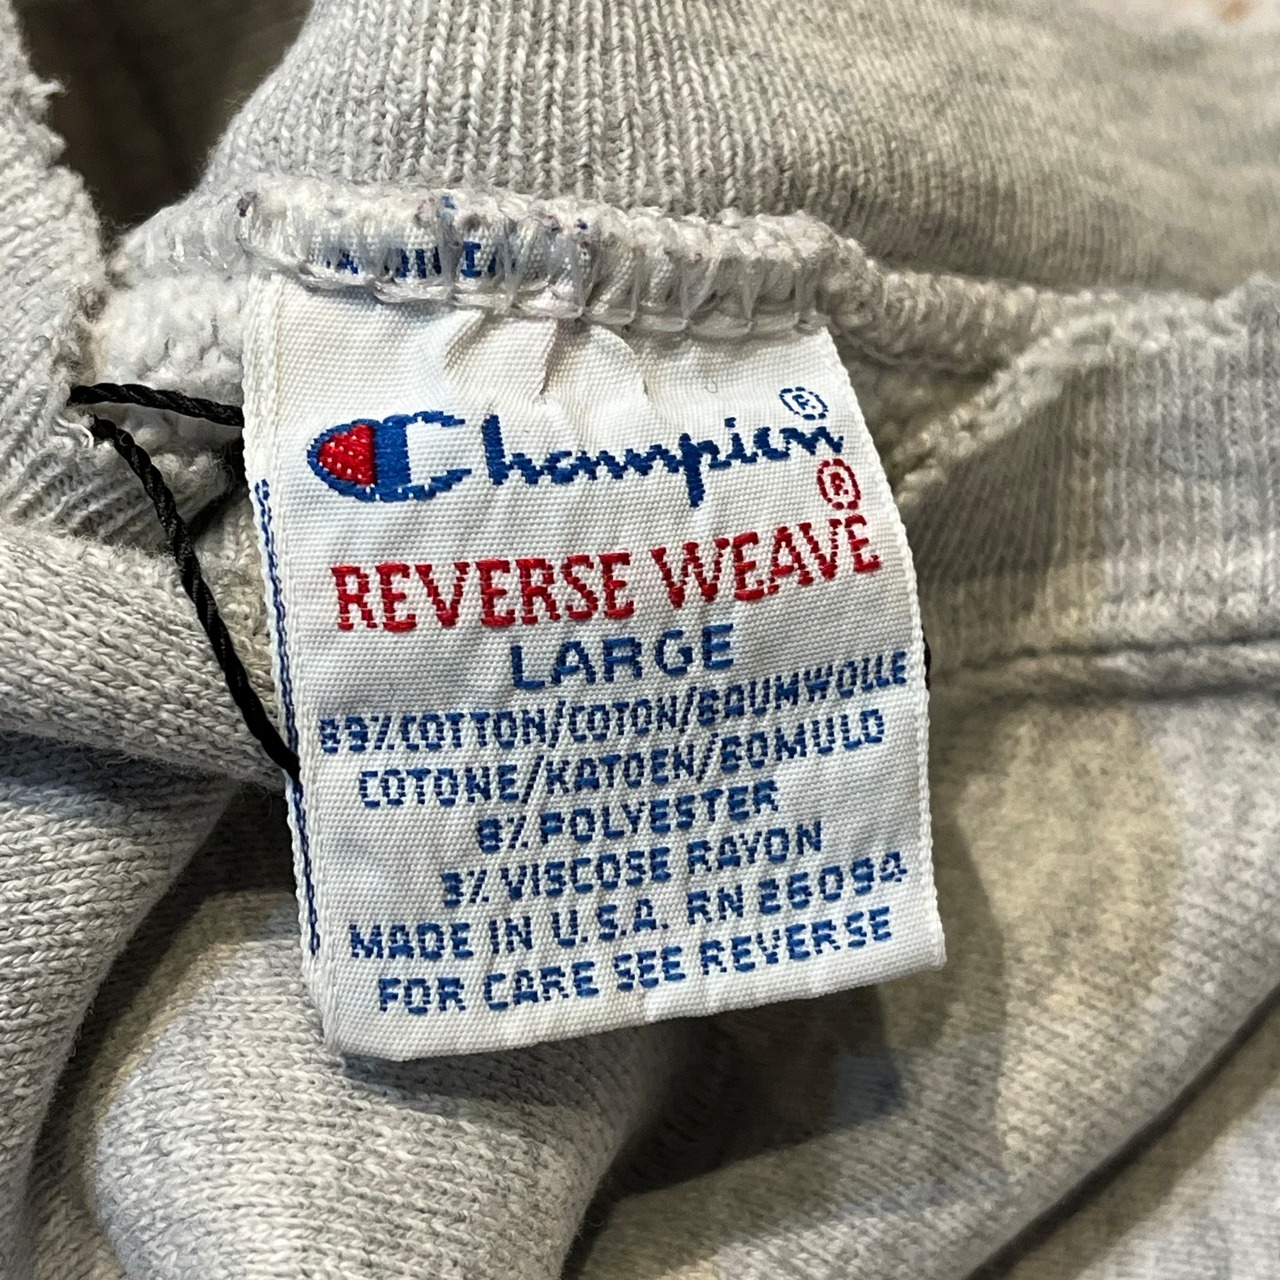 Champion®
®
REVERSE WEAVE
LARGE
89%COTTON/COTON/BAUMWOLLE
COTONE/KATOEN/BOMULD
8%POLYESTER
3% VISCOSE RAYON
MADE IN U.S.A. RN 26094
FOR CARE SEE REVERSE